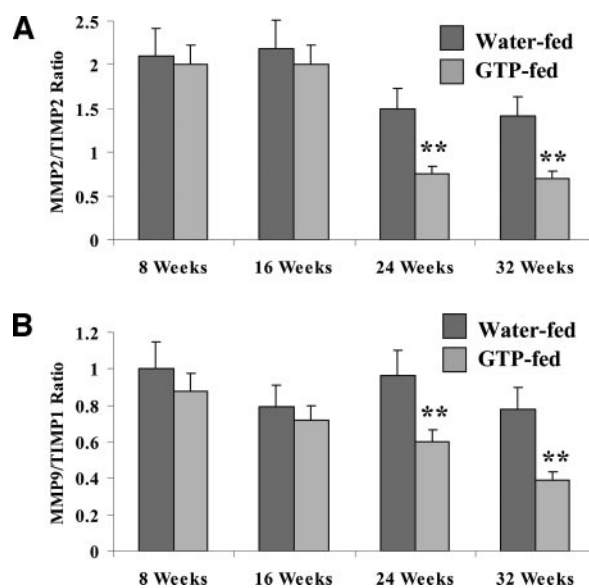 A
MMP2/TIMP2 Ratio
2.5
2
1.5
1
0.5
0
Water-fed
GTP-fed
**
**
8 Weeks 16 Weeks 24 Weeks 32 Weeks
B
MMP9/TIMP1 Ratio
1.2
1
0.8
0.6
0.4
0.2
0
Water-fed
GTP-fed
**
**
8 Weeks 16 Weeks 24 Weeks 32 Weeks